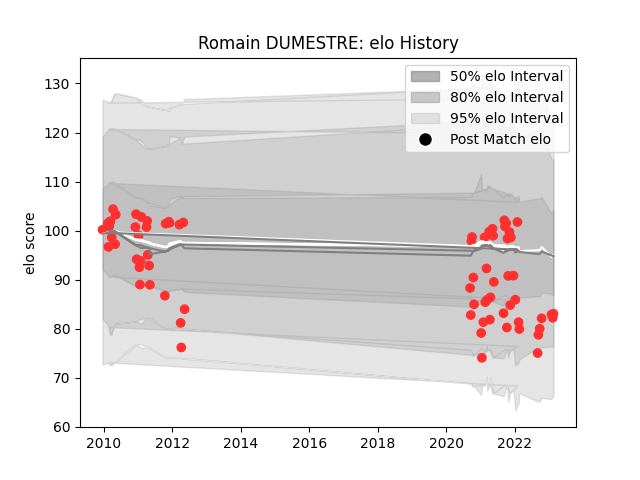 Romain DUMESTRE: elo History
50% elo Interval
80% elo Interval
95% elo Interval
Post Match elo
elo score
130
120
110
100
90
80
70
60
2010
2012
2014
2016
2018
2020
2022